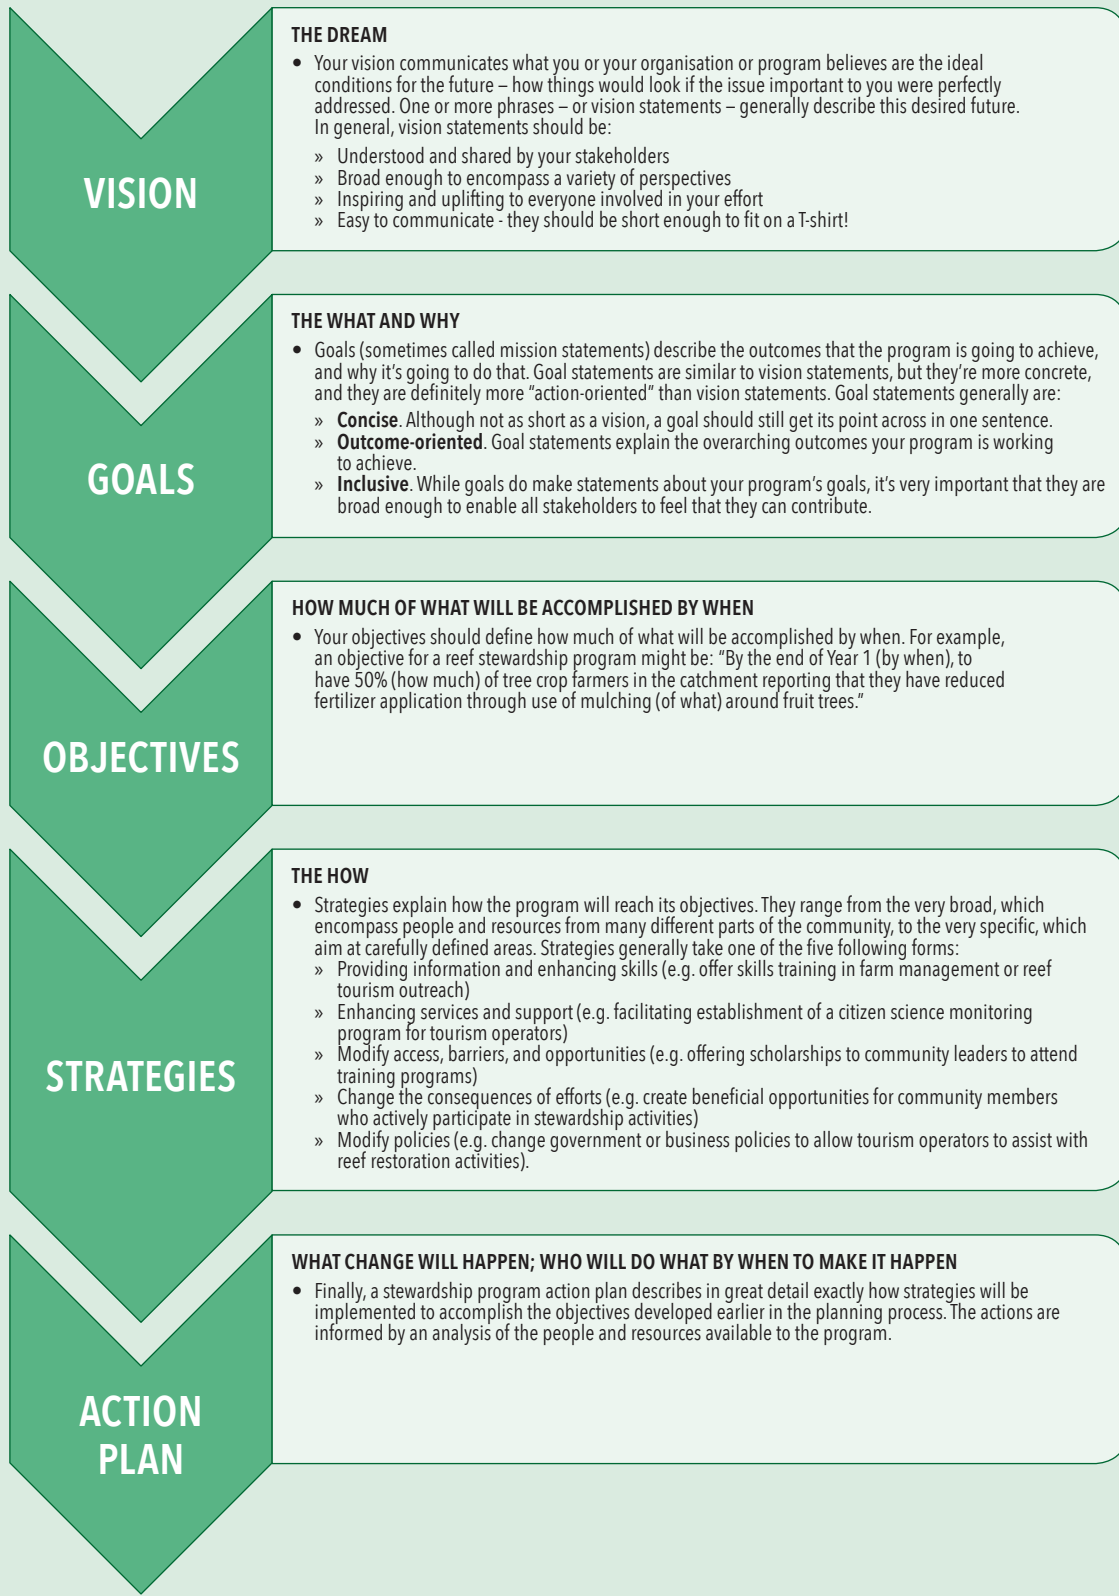 VISION
THE DREAM
• Your vision communicates what you or your organisation or program believes are the ideal
conditions for the future – how things would look if the issue important to you were perfectly
addressed. One or more phrases – or vision statements – generally describe this desired future.
In general, vision statements should be:
» Understood and shared by your stakeholders
» Broad enough to encompass a variety of perspectives
» Inspiring and uplifting to everyone involved in your effort
» Easy to communicate - they should be short enough to fit on a T-shirt!
GOALS
THE WHAT AND WHY
• Goals (sometimes called mission statements) describe the outcomes that the program is going to achieve,
and why it's going to do that. Goal statements are similar to vision statements, but they're more concrete,
and they are definitely more "action-oriented" than vision statements. Goal statements generally are:
» Concise. Although not as short as a vision, a goal should still get its point across in one sentence.
» Outcome-oriented. Goal statements explain the overarching outcomes your program is working
to achieve.
» Inclusive. While goals do make statements about your program's goals, it's very important that they are
broad enough to enable all stakeholders to feel that they can contribute.
OBJECTIVES
HOW MUCH OF WHAT WILL BE ACCOMPLISHED BY WHEN
• Your objectives should define how much of what will be accomplished by when. For example,
an objective for a reef stewardship program might be: "By the end of Year 1 (by when), to
have 50% (how much) of tree crop farmers in the catchment reporting that they have reduced
fertilizer application through use of mulching (of what) around fruit trees."
STRATEGIES
THE HOW
• Strategies explain how the program will reach its objectives. They range from the very broad, which
encompass people and resources from many different parts of the community, to the very specific, which
aim at carefully defined areas. Strategies generally take one of the five following forms:
» Providing information and enhancing skills (e.g. offer skills training in farm management or reef
tourism outreach)
» Enhancing services and support (e.g. facilitating establishment of a citizen science monitoring
program for tourism operators)
» Modify access, barriers, and opportunities (e.g. offering scholarships to community leaders to attend
training programs)
» Change the consequences of efforts (e.g. create beneficial opportunities for community members
who actively participate in stewardship activities)
» Modify policies (e.g. change government or business policies to allow tourism operators to assist with
reef restoration activities).
ACTION
PLAN
WHAT CHANGE WILL HAPPEN; WHO WILL DO WHAT BY WHEN TO MAKE IT HAPPEN
• Finally, a stewardship program action plan describes in great detail exactly how strategies will be
implemented to accomplish the objectives developed earlier in the planning process. The actions are
informed by an analysis of the people and resources available to the program.